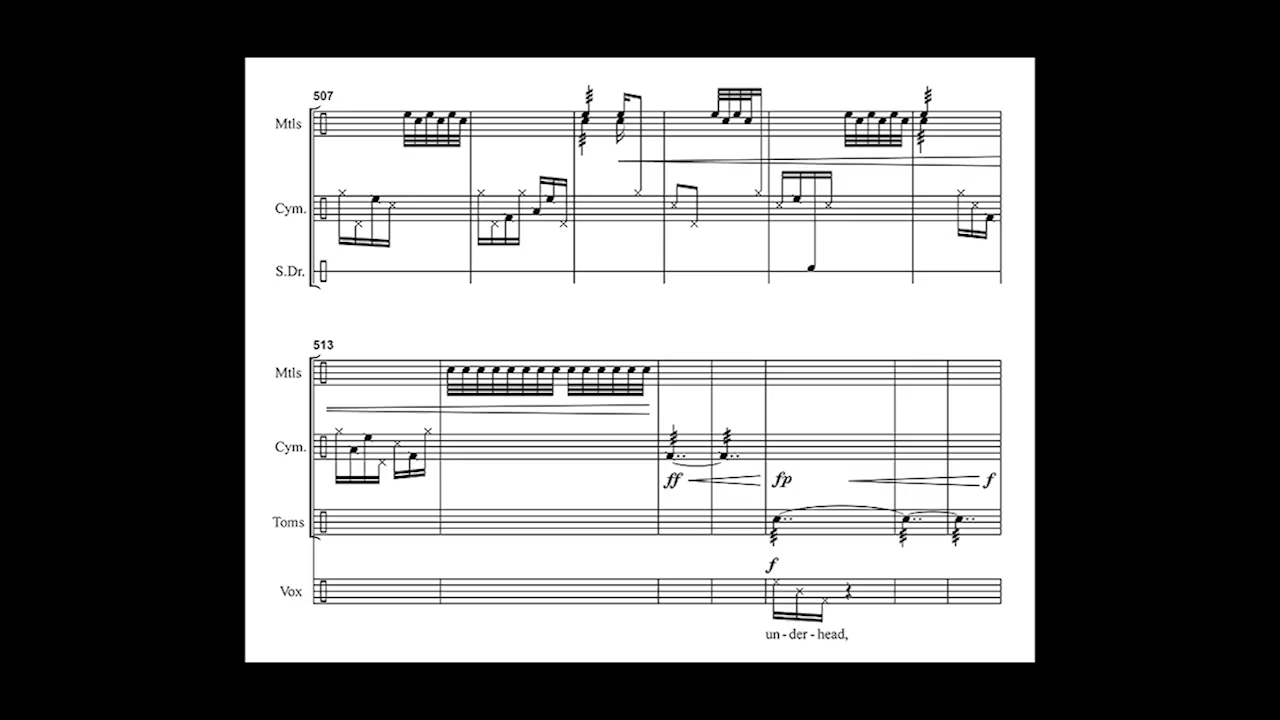 507
Mtls
Cym.
S.Dr.
513
Mtls
Cym.
ff fp f
Toms
f
Vox
un - der - head,